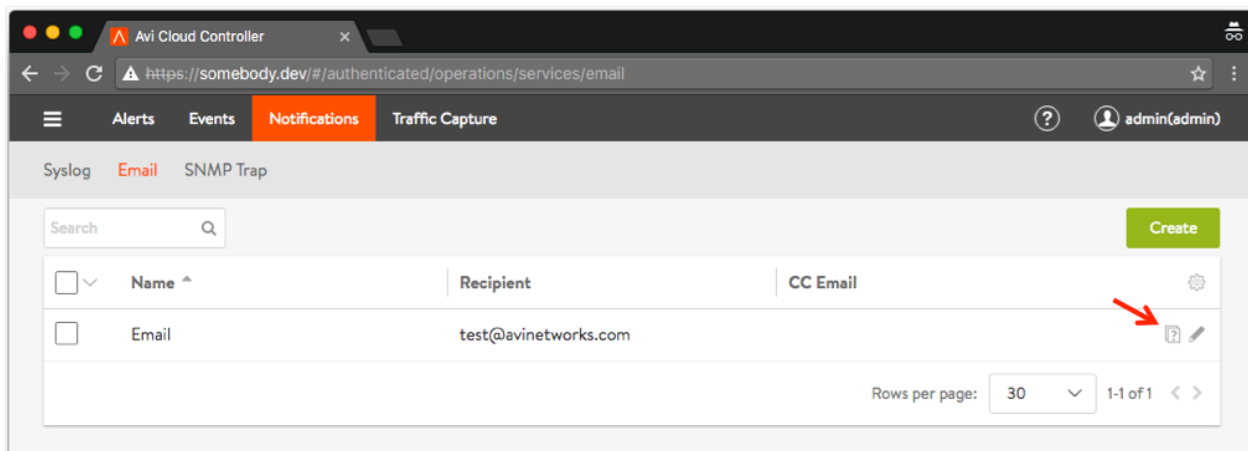 Avi Cloud Controller
https://somebody.dev/#/authenticated/operations/services/email
Alerts Events Notifications Traffic Capture ? admin(admin)
Syslog Email SNMP Trap
Search Create
Name Recipient CC Email
Email test@avinetworks.com ?
Rows per page: 30 1-1 of 1